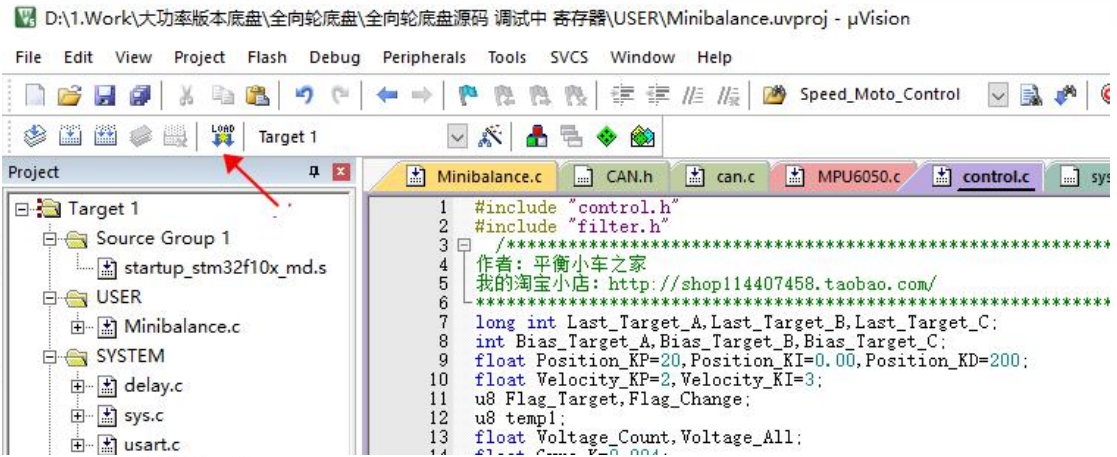 D:\1.Work\大功率版本底盘\全向轮底盘\全向轮底盘源码 调试中 寄存器\USER\Minibalance.uvproj - µVision
File Edit View Project Flash Debug Peripherals Tools SVCS Window Help
Speed_Moto_Control
LOAD Target 1
Project
Minibalance.c CAN.h can.c MPU6050.c control.c sys
Target 1
Source Group 1
startup_stm32f10x_md.s
USER
Minibalance.c
SYSTEM
delay.c
sys.c
usart.c
1 #include "control.h"
2 #include "filter.h"
3 /**************************************************************
4 作者：平衡小车之家
5 我的淘宝小店：http://shop114407458.taobao.com/
6 **************************************************************
7 long int Last_Target_A,Last_Target_B,Last_Target_C;
8 int Bias_Target_A,Bias_Target_B,Bias_Target_C;
9 float Position_KP=20,Position_KI=0.00,Position_KD=200;
10 float Velocity_KP=2,Velocity_KI=3;
11 u8 Flag_Target,Flag_Change;
12 u8 temp1;
13 float Voltage_Count,Voltage_All;
14 float Gyro_K=0.004;